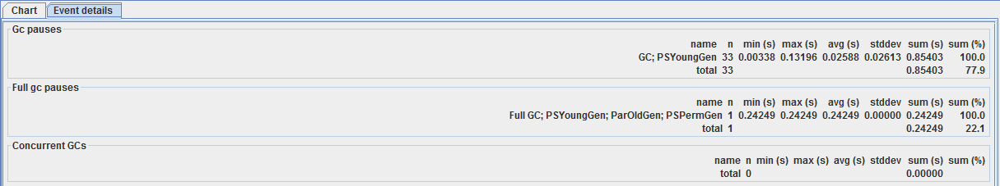 Chart Event details
Gc pauses
name n min (s) max (s) avg (s) stddev sum (s) sum (%)
GC; PSYoungGen 33 0.00338 0.13196 0.02588 0.02613 0.85403 100.0
total 33 0.85403 77.9
Full gc pauses
name n min (s) max (s) avg (s) stddev sum (s) sum (%)
Full GC; PSYoungGen; ParOldGen; PSPermGen 1 0.24249 0.24249 0.24249 0.00000 0.24249 100.0
total 1 0.24249 22.1
Concurrent GCs
name n min (s) max (s) avg (s) stddev sum (s) sum (%)
total 0 0.00000